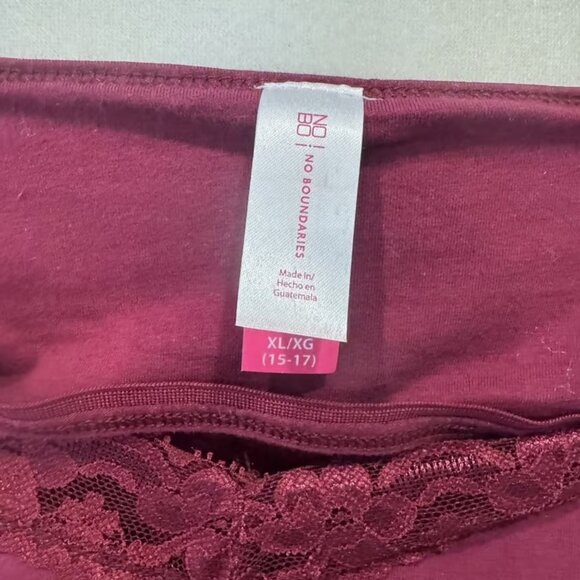 NO
BO
NO BOUNDARIES
Made In/
Hecho en
Guatemala
XL/XG
(15-17)